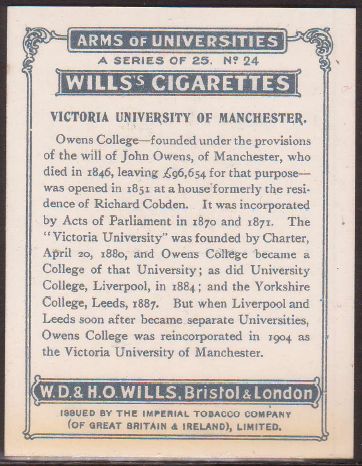 ARMS OF UNIVERSITIES
A SERIES OF 25. Nº 24
WILLS'S CIGARETTES
VICTORIA UNIVERSITY OF MANCHESTER.
Owens College—founded under the provisions
of the will of John Owens, of Manchester, who
died in 1846, leaving £96,654 for that purpose—
was opened in 1851 at a house formerly the resi-
dence of Richard Cobden. It was incorporated
by Acts of Parliament in 1870 and 1871. The
"Victoria University" was founded by Charter,
April 20, 1880, and Owens College became a
College of that University; as did University
College, Liverpool, in 1884; and the Yorkshire
College, Leeds, 1887. But when Liverpool and
Leeds soon after became separate Universities,
Owens College was reincorporated in 1904 as
the Victoria University of Manchester.
W.D. & H.O. WILLS. Bristol & London
ISSUED BY THE IMPERIAL TOBACCO COMPANY
(OF GREAT BRITAIN & IRELAND), LIMITED.